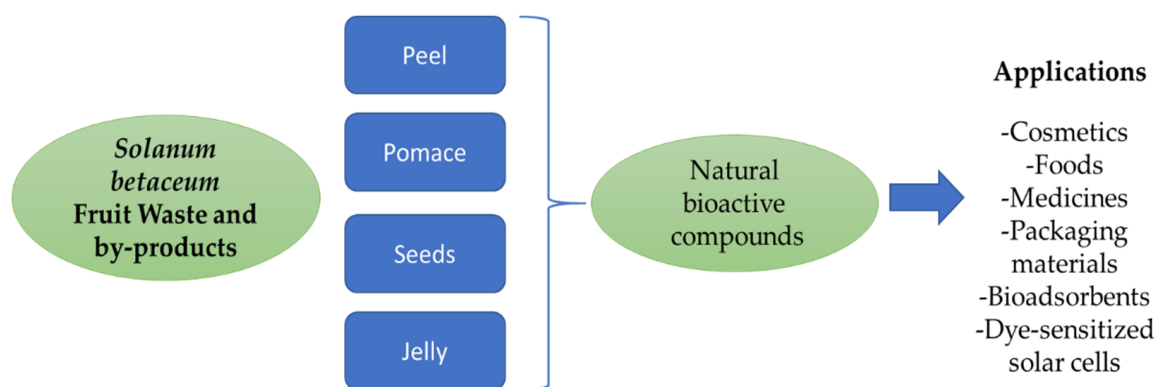 Solanum
betaceum
Fruit Waste and
by-products
Peel
Pomace
Seeds
Jelly
Natural
bioactive
compounds
Applications
-Cosmetics
-Foods
-Medicines
-Packaging
materials
-Bioadsorbents
-Dye-sensitized
solar cells